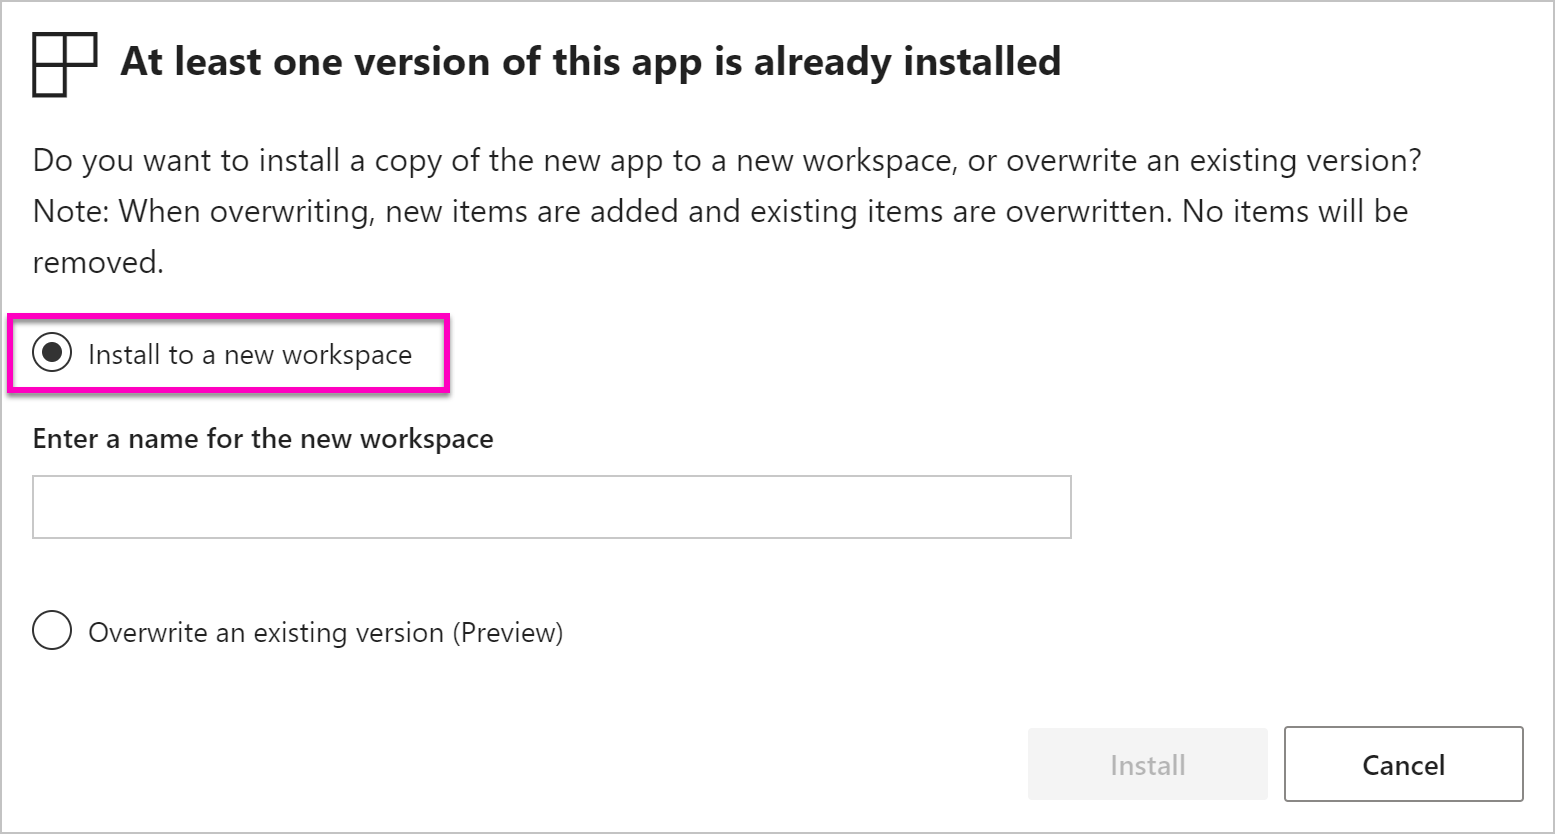 At least one version of this app is already installed
Do you want to install a copy of the new app to a new workspace, or overwrite an existing version?
Note: When overwriting, new items are added and existing items are overwritten. No items will be
removed.
Install to a new workspace
Enter a name for the new workspace
Overwrite an existing version (Preview)
Install
Cancel